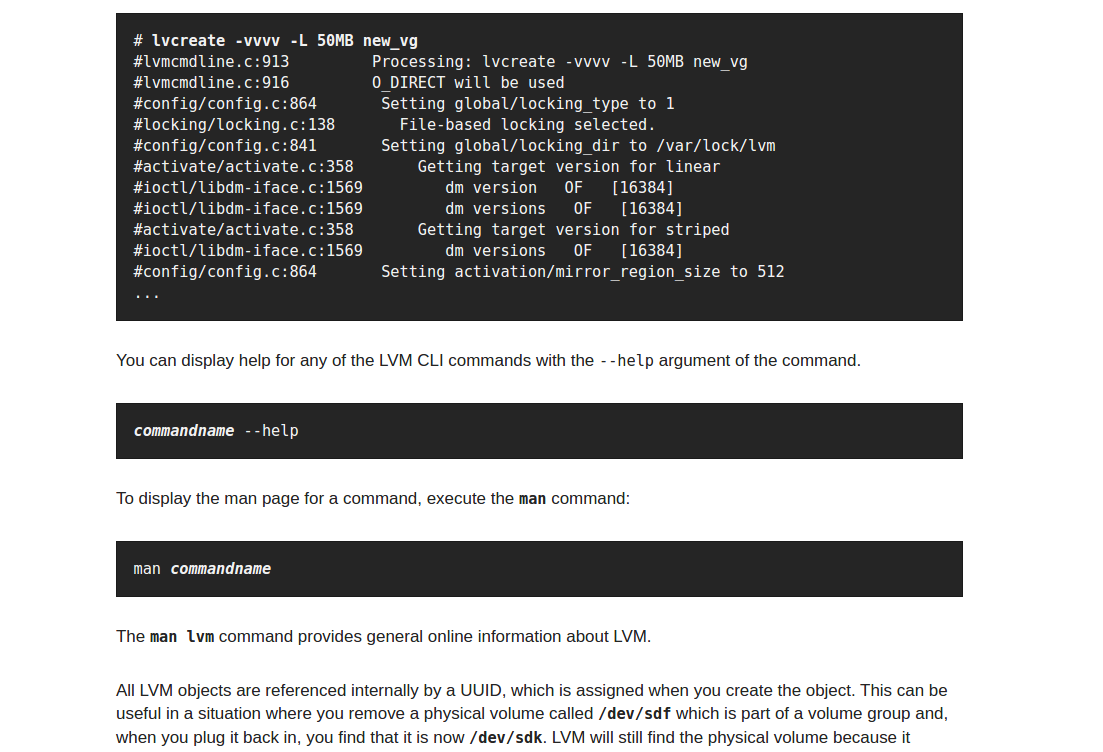 # lvcreate -vvvv -L 50MB new_vg
#lvmcmdline.c:913         Processing: lvcreate -vvvv -L 50MB new_vg
#lvmcmdline.c:916         O_DIRECT will be used
#config/config.c:864       Setting global/locking_type to 1
#locking/locking.c:138       File-based locking selected.
#config/config.c:841       Setting global/locking_dir to /var/lock/lvm
#activate/activate.c:358       Getting target version for linear
#ioctl/libdm-iface.c:1569         dm version   OF   [16384]
#ioctl/libdm-iface.c:1569         dm versions   OF   [16384]
#activate/activate.c:358       Getting target version for striped
#ioctl/libdm-iface.c:1569         dm versions   OF   [16384]
#config/config.c:864       Setting activation/mirror_region_size to 512
...
You can display help for any of the LVM CLI commands with the --help argument of the command.
commandname --help
To display the man page for a command, execute the man command:
man commandname
The man lvm command provides general online information about LVM.
All LVM objects are referenced internally by a UUID, which is assigned when you create the object. This can be
useful in a situation where you remove a physical volume called /dev/sdf which is part of a volume group and,
when you plug it back in, you find that it is now /dev/sdk. LVM will still find the physical volume because it